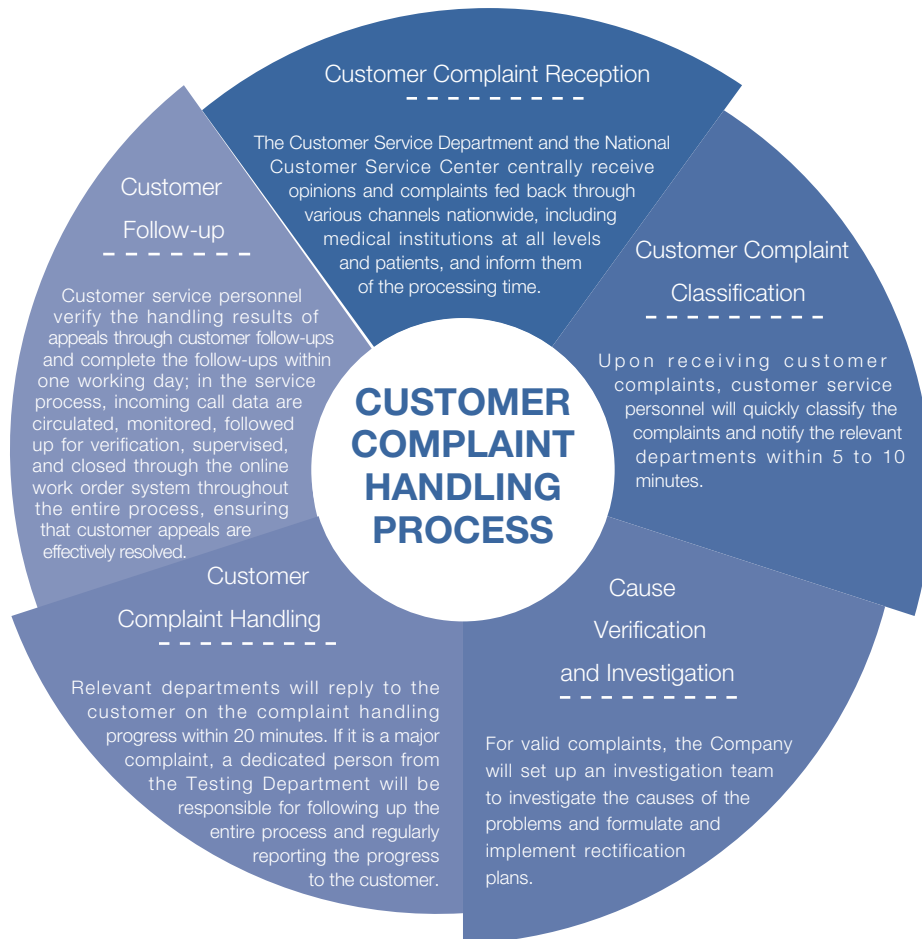 Customer Complaint Reception
The Customer Service Department and the National
Customer Service Center centrally receive
opinions and complaints fed back through
various channels nationwide, including
medical institutions at all levels
and patients, and inform them
of the processing time.
Customer Complaint
Classification
Upon receiving customer
complaints, customer service
personnel will quickly classify the
complaints and notify the relevant
departments within 5 to 10
minutes.
Cause
Verification
and Investigation
For valid complaints, the Company
will set up an investigation team
to investigate the causes of the
problems and formulate and
implement rectification
plans.
Customer
Complaint Handling
Relevant departments will reply to the
customer on the complaint handling
progress within 20 minutes. If it is a major
complaint, a dedicated person from
the Testing Department will be
responsible for following up the
entire process and regularly
reporting the progress
to the customer.
Customer
Follow-up
Customer service personnel
verify the handling results of
appeals through customer follow-ups
and complete the follow-ups within
one working day; in the service
process, incoming call data are
circulated, monitored, followed
up for verification, supervised,
and closed through the online
work order system throughout
the entire process, ensuring
that customer appeals are
effectively resolved.
CUSTOMER
COMPLAINT
HANDLING
PROCESS